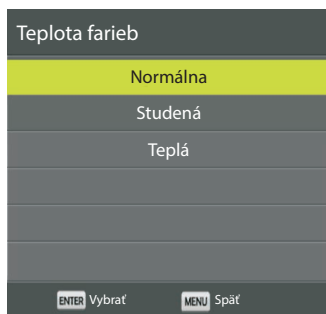 Teplota farieb
Normálna
Studená
Teplá
ENTER Vybrať MENU Späť